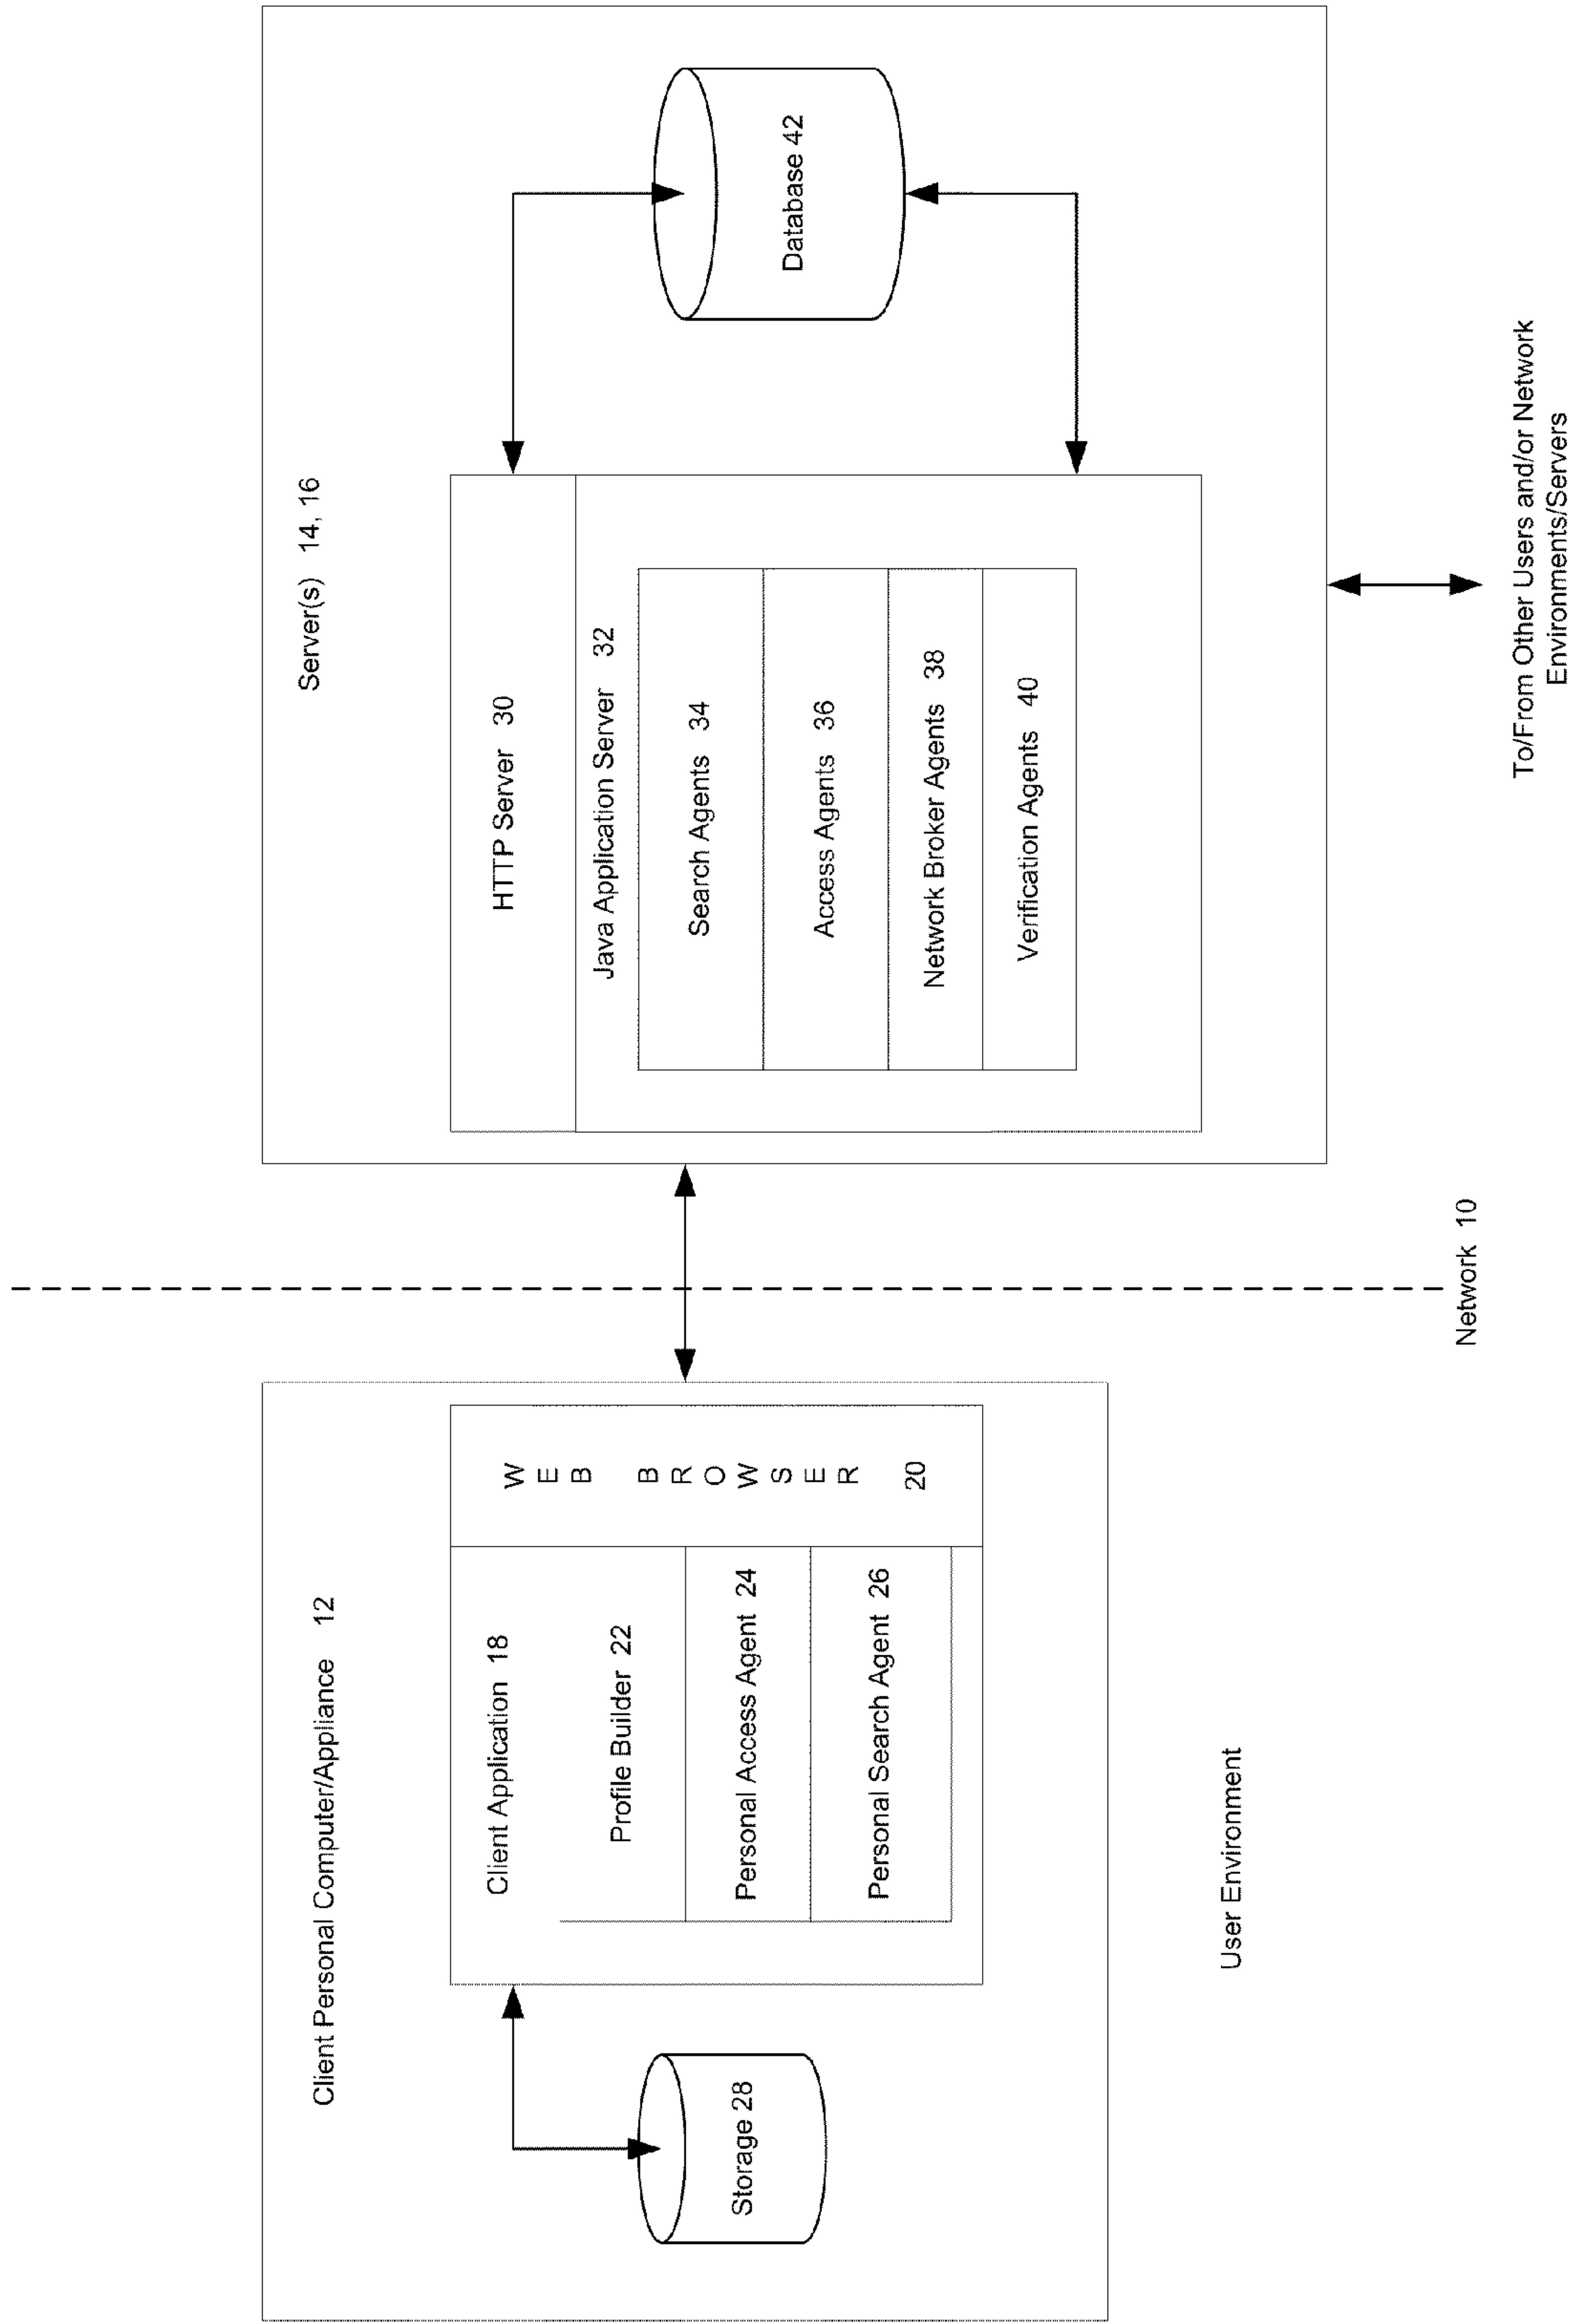 Client Personal Computer/Appliance 12
Client Application 18
Profile Builder 22
Personal Access Agent 24
Personal Search Agent 26
WEB BROWSER 20
Storage 28
User Environment
Network 10
Server(s) 14, 16
HTTP Server 30
Java Application Server 32
Search Agents 34
Access Agents 36
Network Broker Agents 38
Verification Agents 40
Database 42
To/From Other Users and/or Network
Environments/Servers